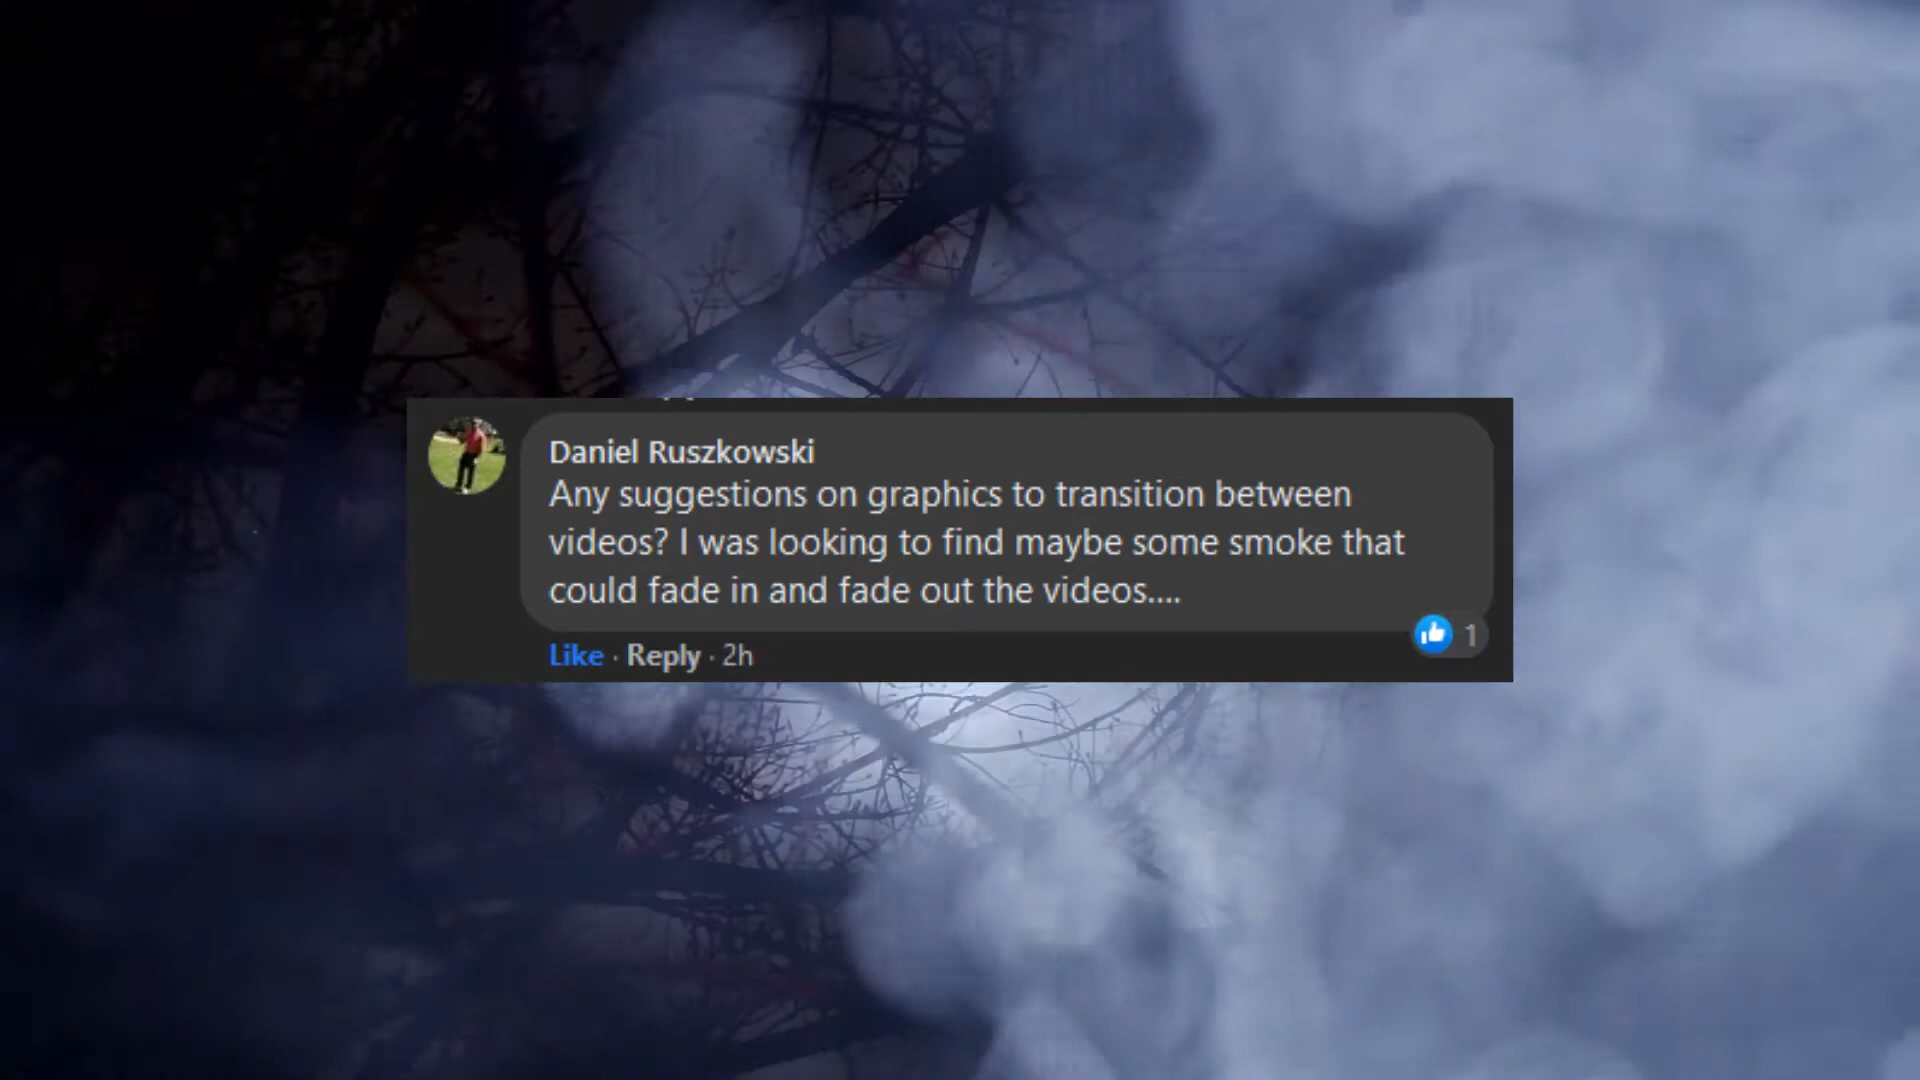 Daniel Ruszkowski
Any suggestions on graphics to transition between
videos? I was looking to find maybe some smoke that
could fade in and fade out the videos....
Like · Reply · 2h
1